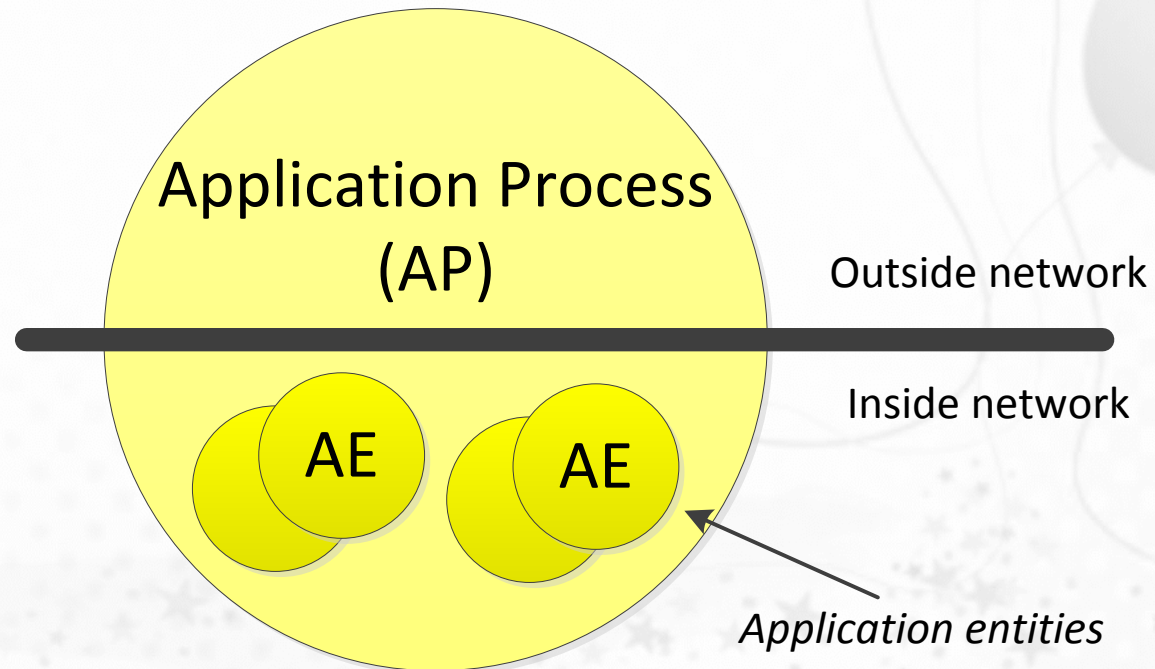 Application Process
(AP)
Outside network
Inside network
AE
AE
Application entities